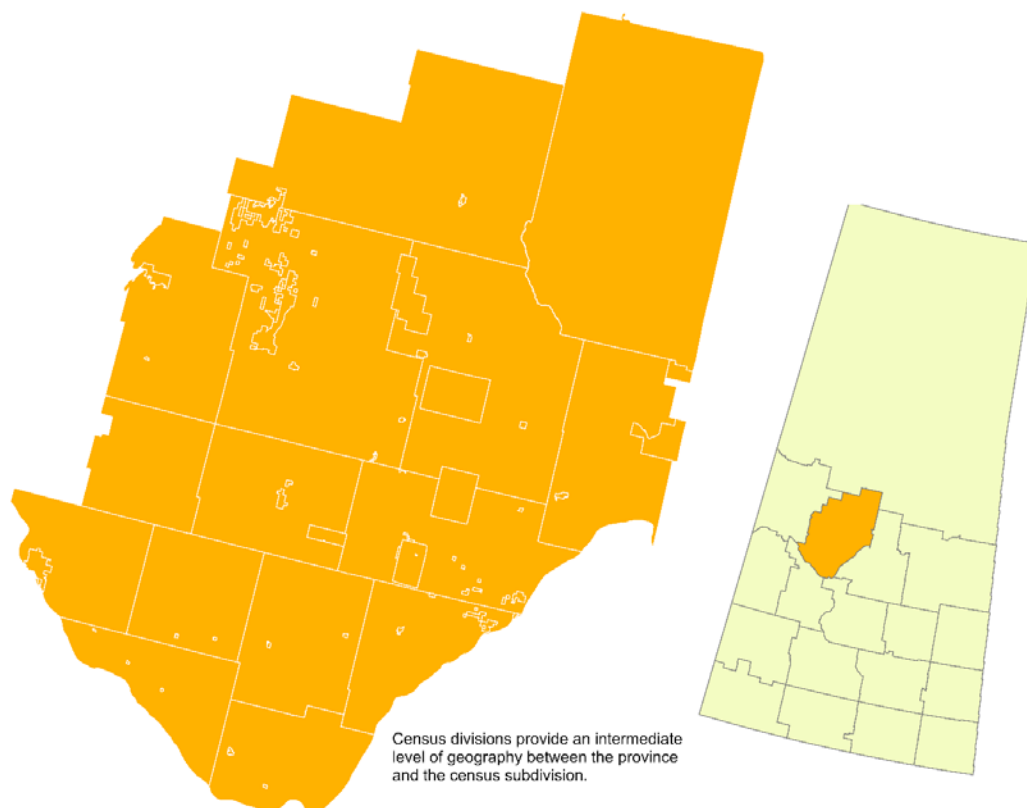 Census divisions provide an intermediate
level of geography between the province
and the census subdivision.